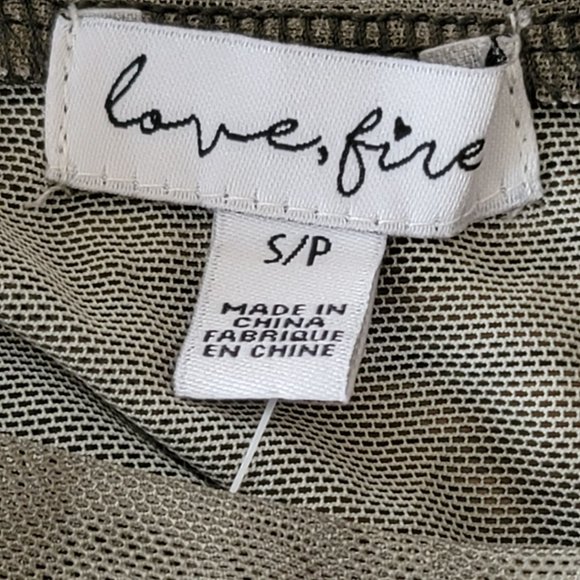 love, fire
S/P
MADE IN
CHINA
FABRIQUE
EN CHINE